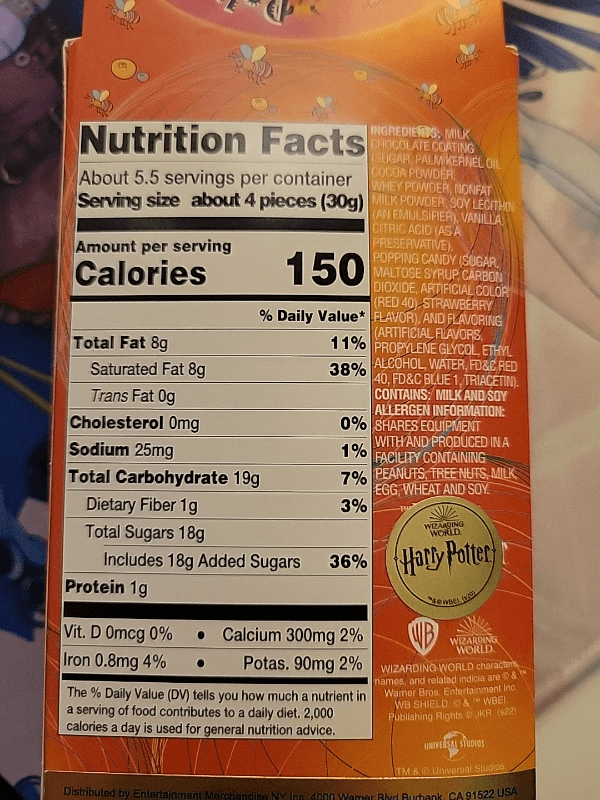 Nutrition Facts
About 5.5 servings per container
Serving size about 4 pieces (30g)
Amount per serving
Calories 150
% Daily Value*
Total Fat 8g 11%
Saturated Fat 8g 38%
Trans Fat 0g
Cholesterol 0mg 0%
Sodium 25mg 1%
Total Carbohydrate 19g 7%
Dietary Fiber 1g 3%
Total Sugars 18g
Includes 18g Added Sugars 36%
Protein 1g
Vit. D 0mcg 0% • Calcium 300mg 2%
Iron 0.8mg 4% • Potas. 90mg 2%
The % Daily Value (DV) tells you how much a nutrient in
a serving of food contributes to a daily diet. 2,000
calories a day is used for general nutrition advice.
INGREDIENTS: MILK
CHOCOLATE COATING
(SUGAR, PALM KERNEL OIL,
COCOA POWDER,
WHEY POWDER, NONFAT
MILK POWDER, SOY LECITHIN
(AN EMULSIFIER), VANILLA,
CITRIC ACID (AS A
PRESERVATIVE),
POPPING CANDY (SUGAR,
MALTOSE SYRUP, CARBON
DIOXIDE, ARTIFICIAL COLOR
(RED 40), STRAWBERRY
FLAVOR), AND FLAVORING
(ARTIFICIAL FLAVORS,
PROPYLENE GLYCOL, ETHYL
ALCOHOL, WATER, FD&C RED
40, FD&C BLUE 1, TRIACETIN).
CONTAINS: MILK AND SOY
ALLERGEN INFORMATION:
SHARES EQUIPMENT
WITH AND PRODUCED IN A
FACILITY CONTAINING
PEANUTS, TREE NUTS, MILK,
EGG, WHEAT AND SOY.
WIZARDING
WORLD
Harry Potter
™ & © WBEI. (s20)
WB
WIZARDING
WORLD
WIZARDING WORLD characters,
names, and related indicia are © & ™
Warner Bros. Entertainment Inc.
WB SHIELD: © & ™ WBEI.
Publishing Rights © JKR. (s22)
UNIVERSAL STUDIOS
TM & © Universal Studios
Distributed by Entertainment Merchandise NY Inc. 4000 Warner Blvd Burbank, CA 91522 USA